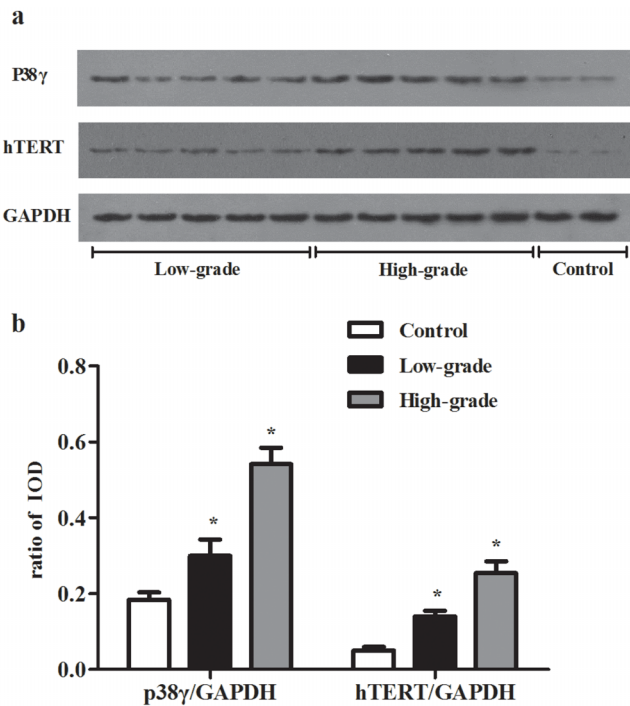 a
P38γ
hTERT
GAPDH
Low-grade High-grade Control
b
Control
Low-grade
High-grade
0.8
0.6
0.4
0.2
0.0
ratio of IOD
*
*
*
*
p38γ/GAPDH hTERT/GAPDH